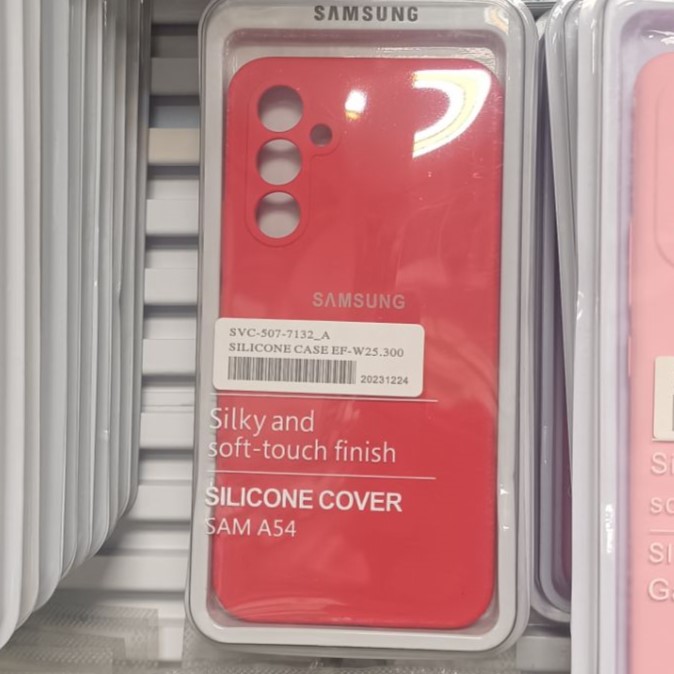 SAMSUNG
SAMSUNG
SVC-507-7132_A
SILICONE CASE EF-W25.300
20231224
Silky and
soft-touch finish
SILICONE COVER
SAM A54